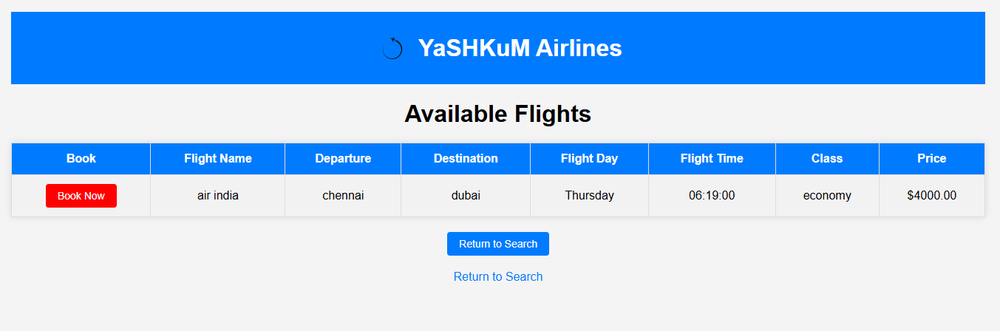 YaSHKuM Airlines
Available Flights
Book Flight Name Departure Destination Flight Day Flight Time Class Price
Book Now air india chennai dubai Thursday 06:19:00 economy $4000.00
Return to Search
Return to Search